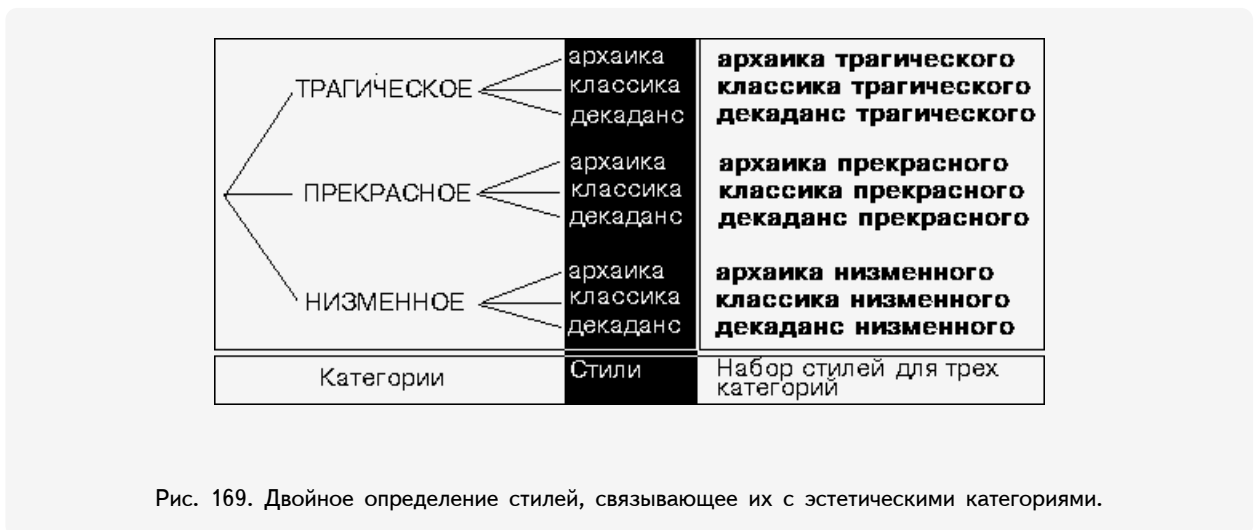 архаика архаика трагического
ТРАГИЧЕСКОЕ классика классика трагического
декаданс декаданс трагического
архаика архаика прекрасного
ПРЕКРАСНОЕ классика классика прекрасного
декаданс декаданс прекрасного
архаика архаика низменного
НИЗМЕННОЕ классика классика низменного
декаданс декаданс низменного
Категории Стили Набор стилей для трех
категорий
Рис. 169. Двойное определение стилей, связывающее их с эстетическими категориями.